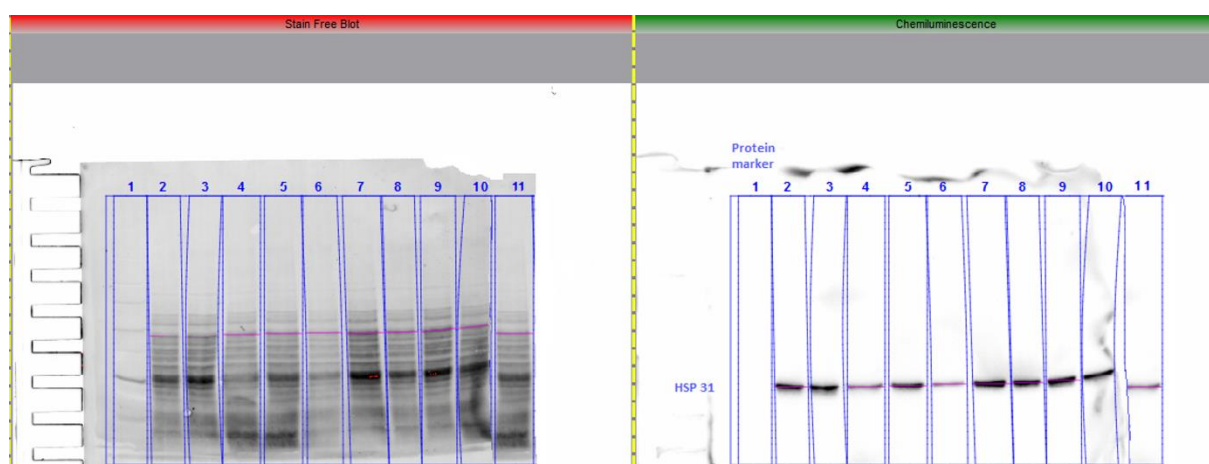 Stain Free Blot
Chemiluminescence
Protein
marker
1 2 3 4 5 6 7 8 9 10 11
1 2 3 4 5 6 7 8 9 10 11
HSP 31